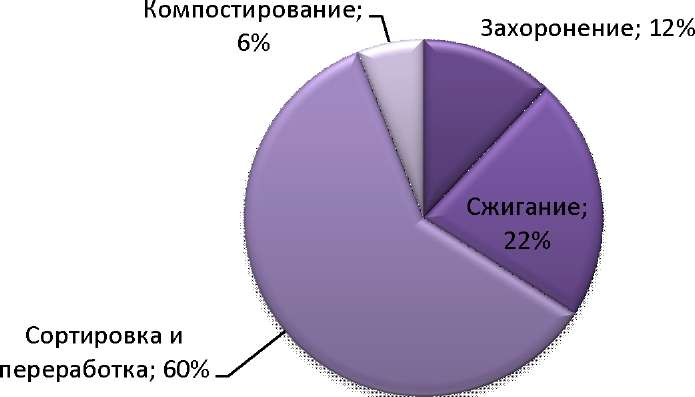 Компостирование;
6%
Захоронение; 12%
Сжигание;
22%
Сортировка и
переработка; 60%